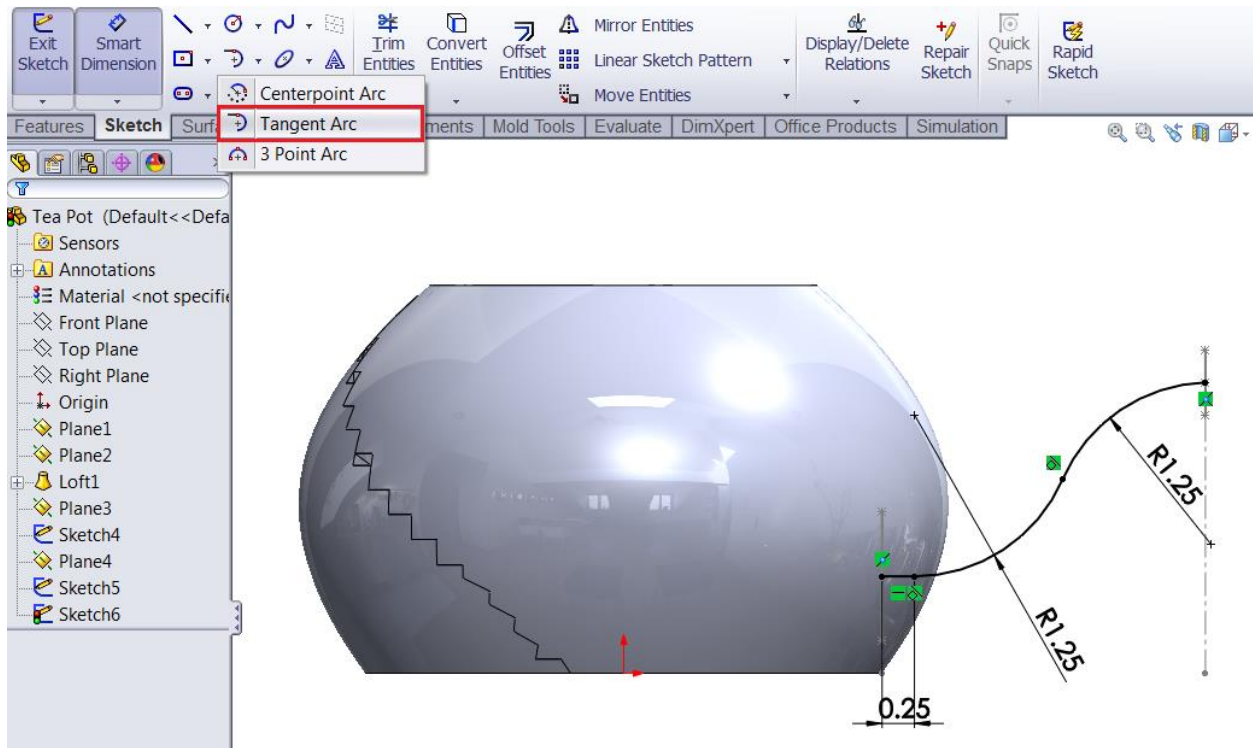 Exit Sketch
Smart Dimension
Trim Entities
Convert Entities
Offset Entities
Mirror Entities
Linear Sketch Pattern
Move Entities
Display/Delete Relations
Repair Sketch
Quick Snaps
Rapid Sketch
Centerpoint Arc
Tangent Arc
3 Point Arc
Features Sketch Surf ments Mold Tools Evaluate DimXpert Office Products Simulation
Tea Pot (Default<<Defa
Sensors
A Annotations
Material <not specifie
Front Plane
Top Plane
Right Plane
Origin
Plane1
Plane2
Loft1
Plane3
Sketch4
Plane4
Sketch5
Sketch6
R1.25
R1.25
0.25